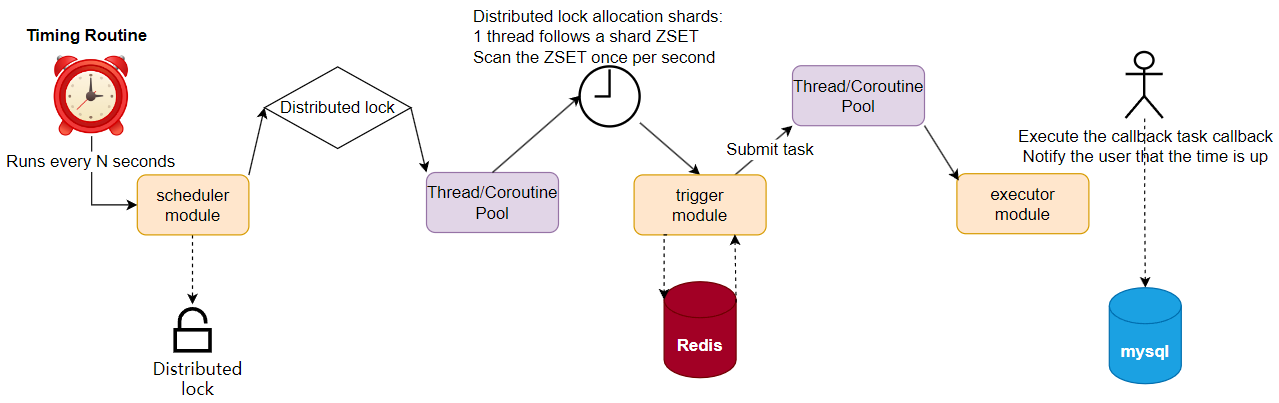 Timing Routine
Runs every N seconds
scheduler
module
Distributed
lock
Distributed lock
Thread/Coroutine
Pool
Distributed lock allocation shards:
1 thread follows a shard ZSET
Scan the ZSET once per second
trigger
module
Redis
Submit task
Thread/Coroutine
Pool
executor
module
Execute the callback task callback
Notify the user that the time is up
mysql